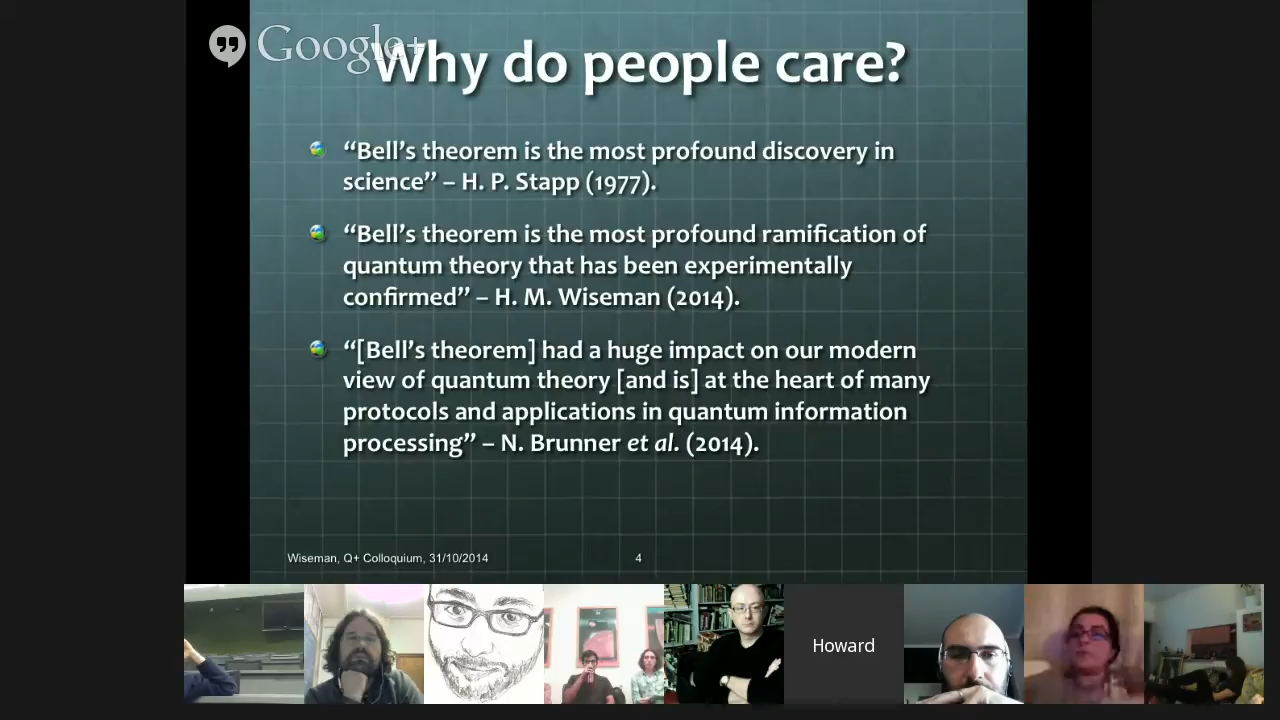 Google+
Why do people care?
“Bell’s theorem is the most profound discovery in
science” – H. P. Stapp (1977).
“Bell’s theorem is the most profound ramification of
quantum theory that has been experimentally
confirmed” – H. M. Wiseman (2014).
“[Bell’s theorem] had a huge impact on our modern
view of quantum theory [and is] at the heart of many
protocols and applications in quantum information
processing” – N. Brunner et al. (2014).
Wiseman, Q+ Colloquium, 31/10/2014
4
Howard